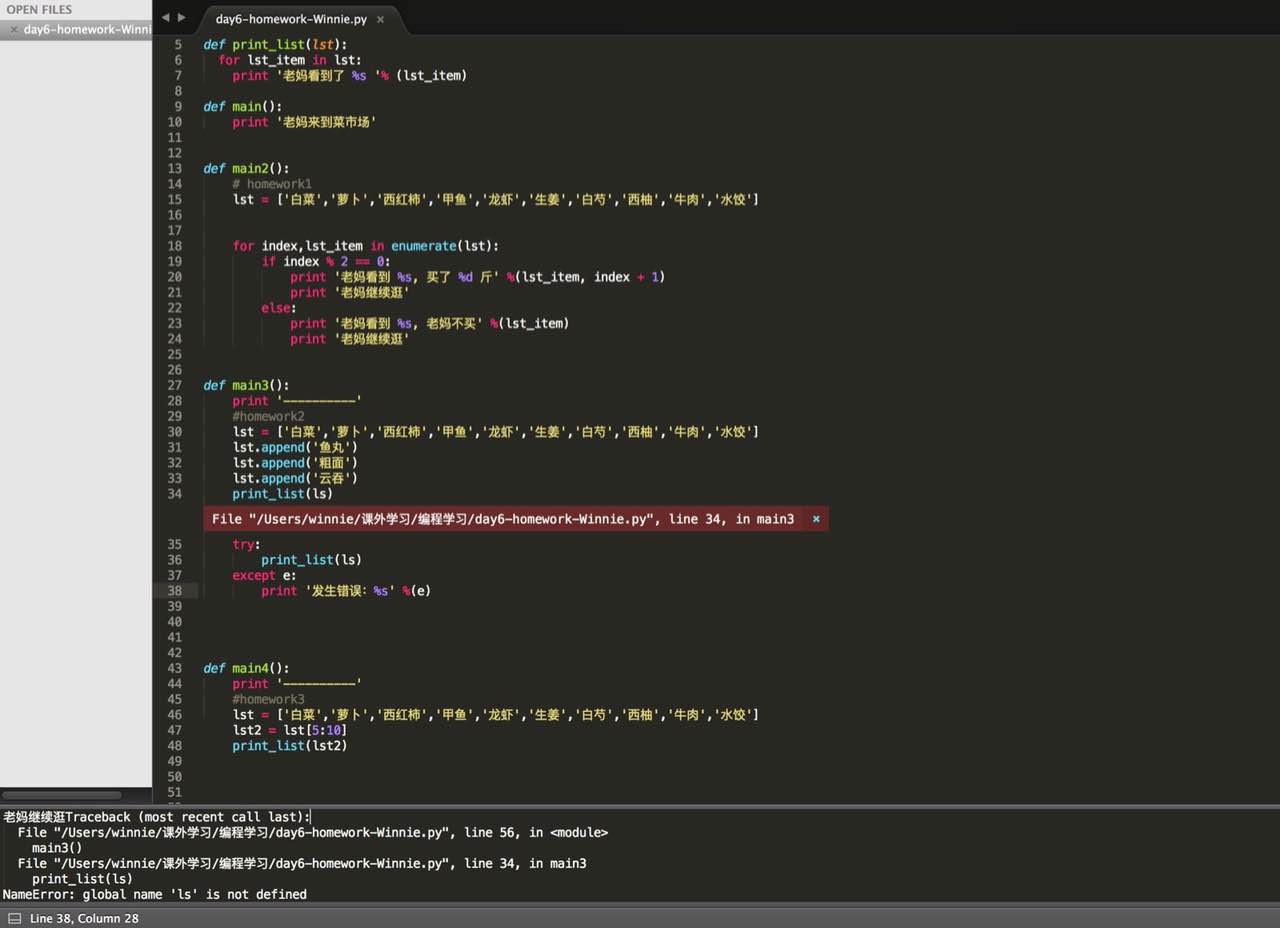 OPEN FILES
day6-homework-Winni
day6-homework-Winnie.py
5 def print_list(lst):
6 for lst_item in lst:
7 print '老妈看到了 %s '% (lst_item)
8
9 def main():
10 print '老妈来到菜市场'
11
12
13 def main2():
14 # homework1
15 lst = ['白菜','萝卜','西红柿','甲鱼','龙虾','生姜','白芍','西柚','牛肉','水饺']
16
17
18 for index,lst_item in enumerate(lst):
19 if index % 2 == 0:
20 print '老妈看到 %s, 买了 %d 斤' %(lst_item, index + 1)
21 print '老妈继续逛'
22 else:
23 print '老妈看到 %s, 老妈不买' %(lst_item)
24 print '老妈继续逛'
25
26
27 def main3():
28 print '——————————'
29 #homework2
30 lst = ['白菜','萝卜','西红柿','甲鱼','龙虾','生姜','白芍','西柚','牛肉','水饺']
31 lst.append('鱼丸')
32 lst.append('粗面')
33 lst.append('云吞')
34 print_list(ls)
File "/Users/winnie/课外学习/编程学习/day6-homework-Winnie.py", line 34, in main3
35 try:
36 print_list(ls)
37 except e:
38 print '发生错误：%s' %(e)
39
40
41
42
43 def main4():
44 print '——————————'
45 #homework3
46 lst = ['白菜','萝卜','西红柿','甲鱼','龙虾','生姜','白芍','西柚','牛肉','水饺']
47 lst2 = lst[5:10]
48 print_list(lst2)
49
50
51
老妈继续逛Traceback (most recent call last):
File "/Users/winnie/课外学习/编程学习/day6-homework-Winnie.py", line 56, in <module>
main3()
File "/Users/winnie/课外学习/编程学习/day6-homework-Winnie.py", line 34, in main3
print_list(ls)
NameError: global name 'ls' is not defined
Line 38, Column 28